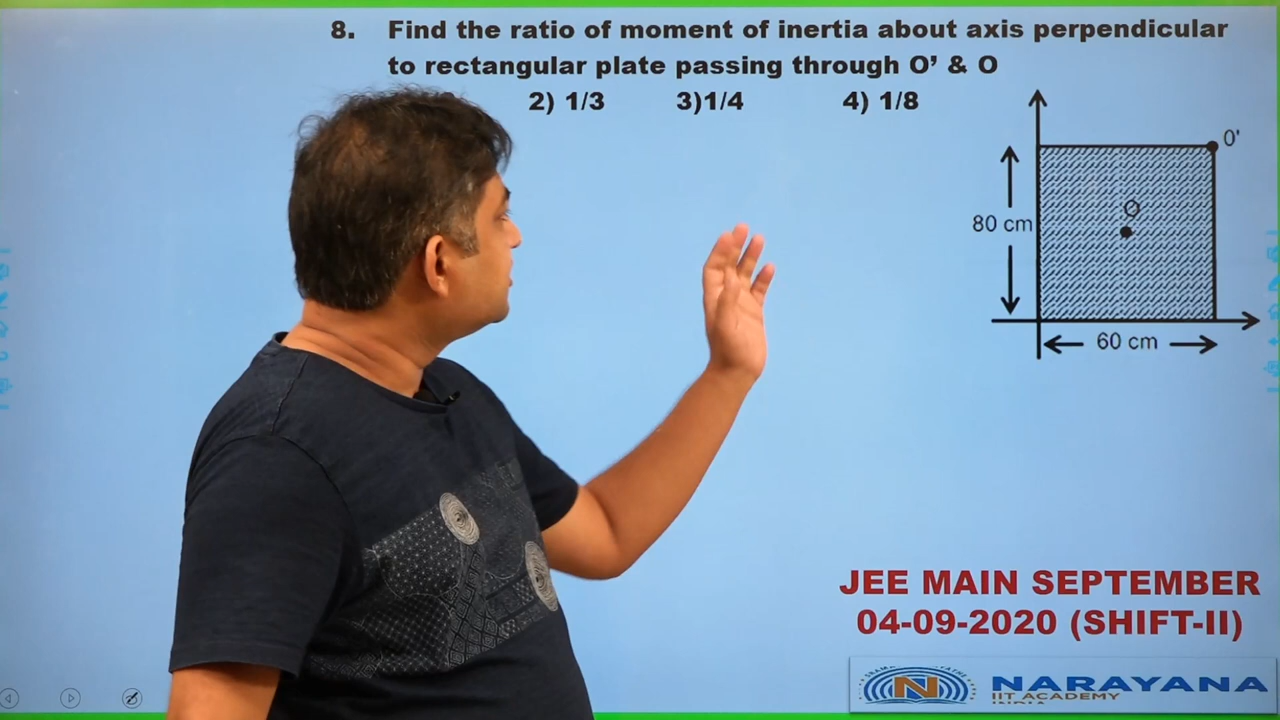 8. Find the ratio of moment of inertia about axis perpendicular
to rectangular plate passing through O' & O
2) 1/3 3)1/4 4) 1/8
O'
O
80 cm
60 cm
JEE MAIN SEPTEMBER
04-09-2020 (SHIFT-II)
N NARAYANA
IIT ACADEMY
INDIA